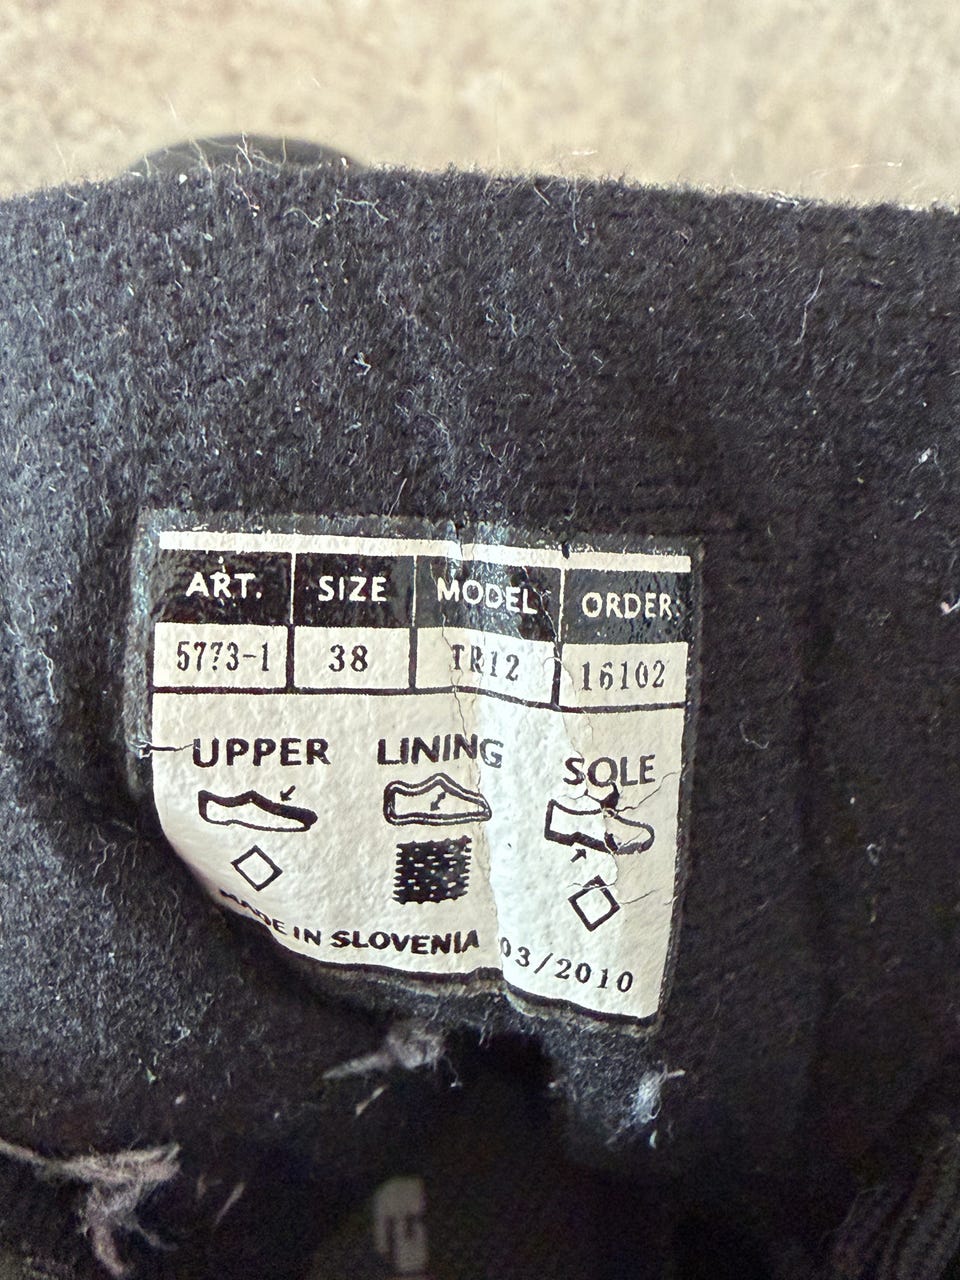 ART. SIZE MODEL ORDER
5773-1 38 TR12 16102
UPPER LINING SOLE
MADE IN SLOVENIA 03/2010